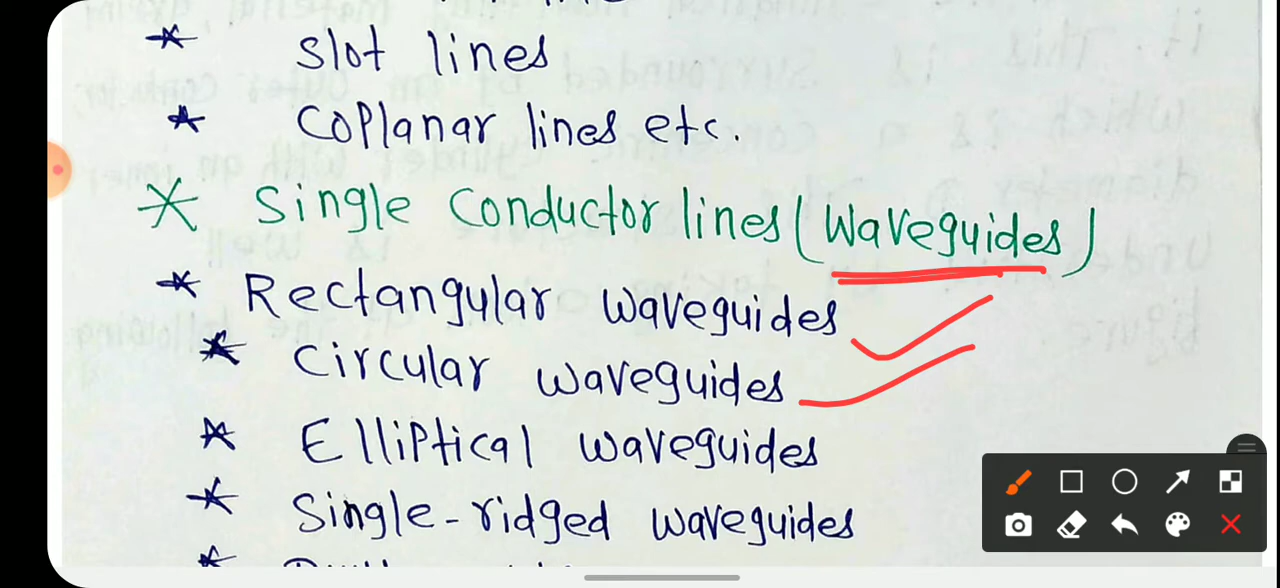 * Slot lines
* Coplanar lines etc.
* Single Conductor lines (Waveguides)
* Rectangular Waveguides
* Circular Waveguides
* Elliptical Waveguides
* Single-ridged Waveguides